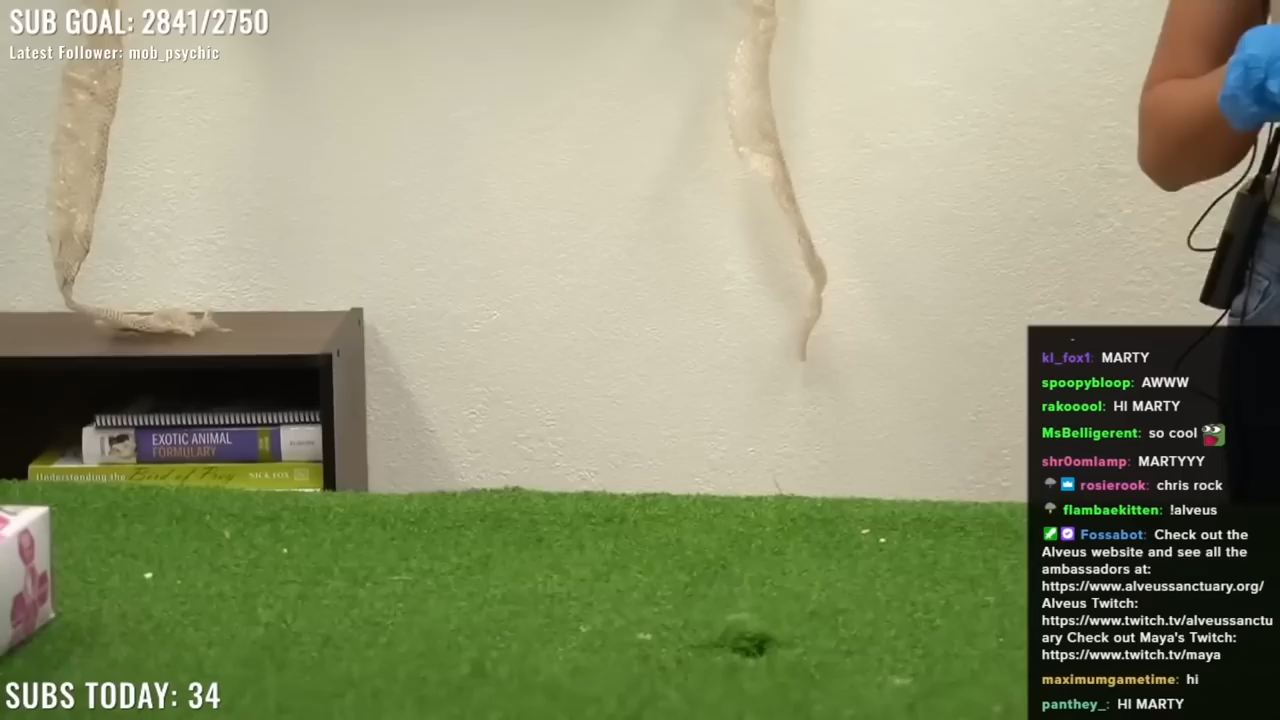 SUB GOAL: 2841/2750
Latest Follower: mob_psychic
EXOTIC ANIMAL
FORMULARY
Understanding the Bird of Prey NICK FOX
kl_fox1: MARTY
spoopybloop: AWWW
rakooool: HI MARTY
MsBelligerent: so cool
shr0omlamp: MARTYYY
rosierook: chris rock
flambaekitten: !alveus
Fossabot: Check out the
Alveus website and see all the
ambassadors at:
https://www.alveussanctuary.org/
Alveus Twitch:
https://www.twitch.tv/alveussanctu
ary Check out Maya's Twitch:
https://www.twitch.tv/maya
maximumgametime: hi
panthey_: HI MARTY
SUBS TODAY: 34